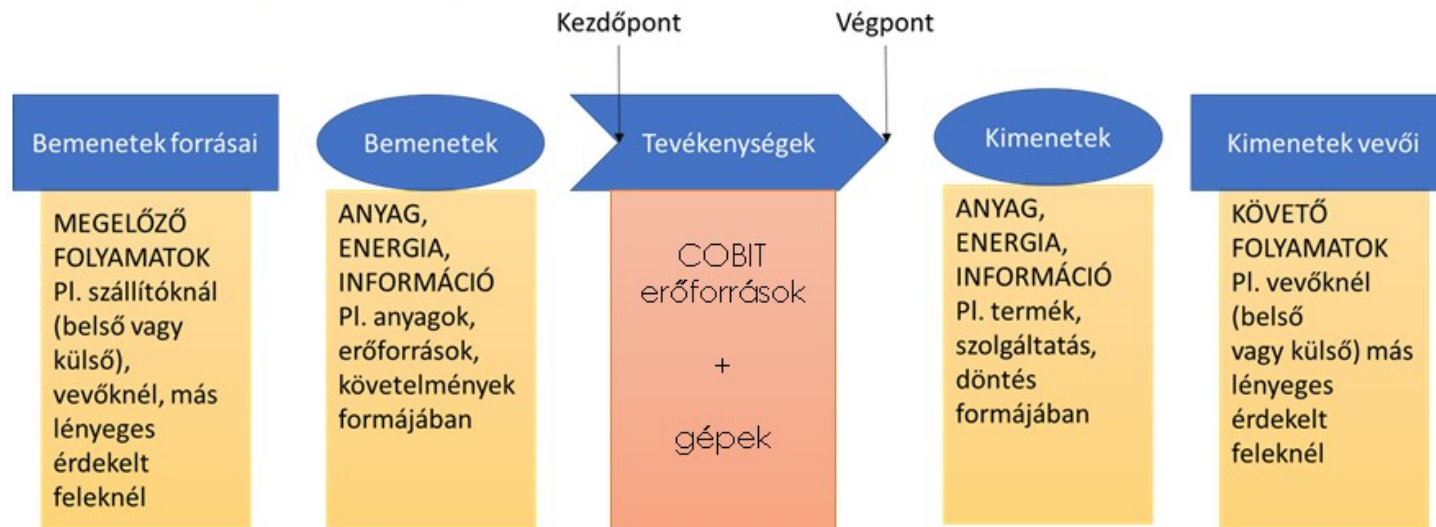 Kezdőpont
Végpont
Bemenetek forrásai
Bemenetek
Tevékenységek
Kimenetek
Kimenetek vevői
MEGELŐZŐ
FOLYAMATOK
Pl. szállítóknál
(belső vagy
külső),
vevőknél, más
lényeges
érdekelt
feleknél
ANYAG,
ENERGIA,
INFORMÁCIÓ
Pl. anyagok,
erőforrások,
követelmények
formájában
COBIT
erőforrások
+
gépek
ANYAG,
ENERGIA,
INFORMÁCIÓ
Pl. termék,
szolgáltatás,
döntés
formájában
KÖVETŐ
FOLYAMATOK
Pl. vevőknél
(belső
vagy külső) más
lényeges
érdekelt
feleknél